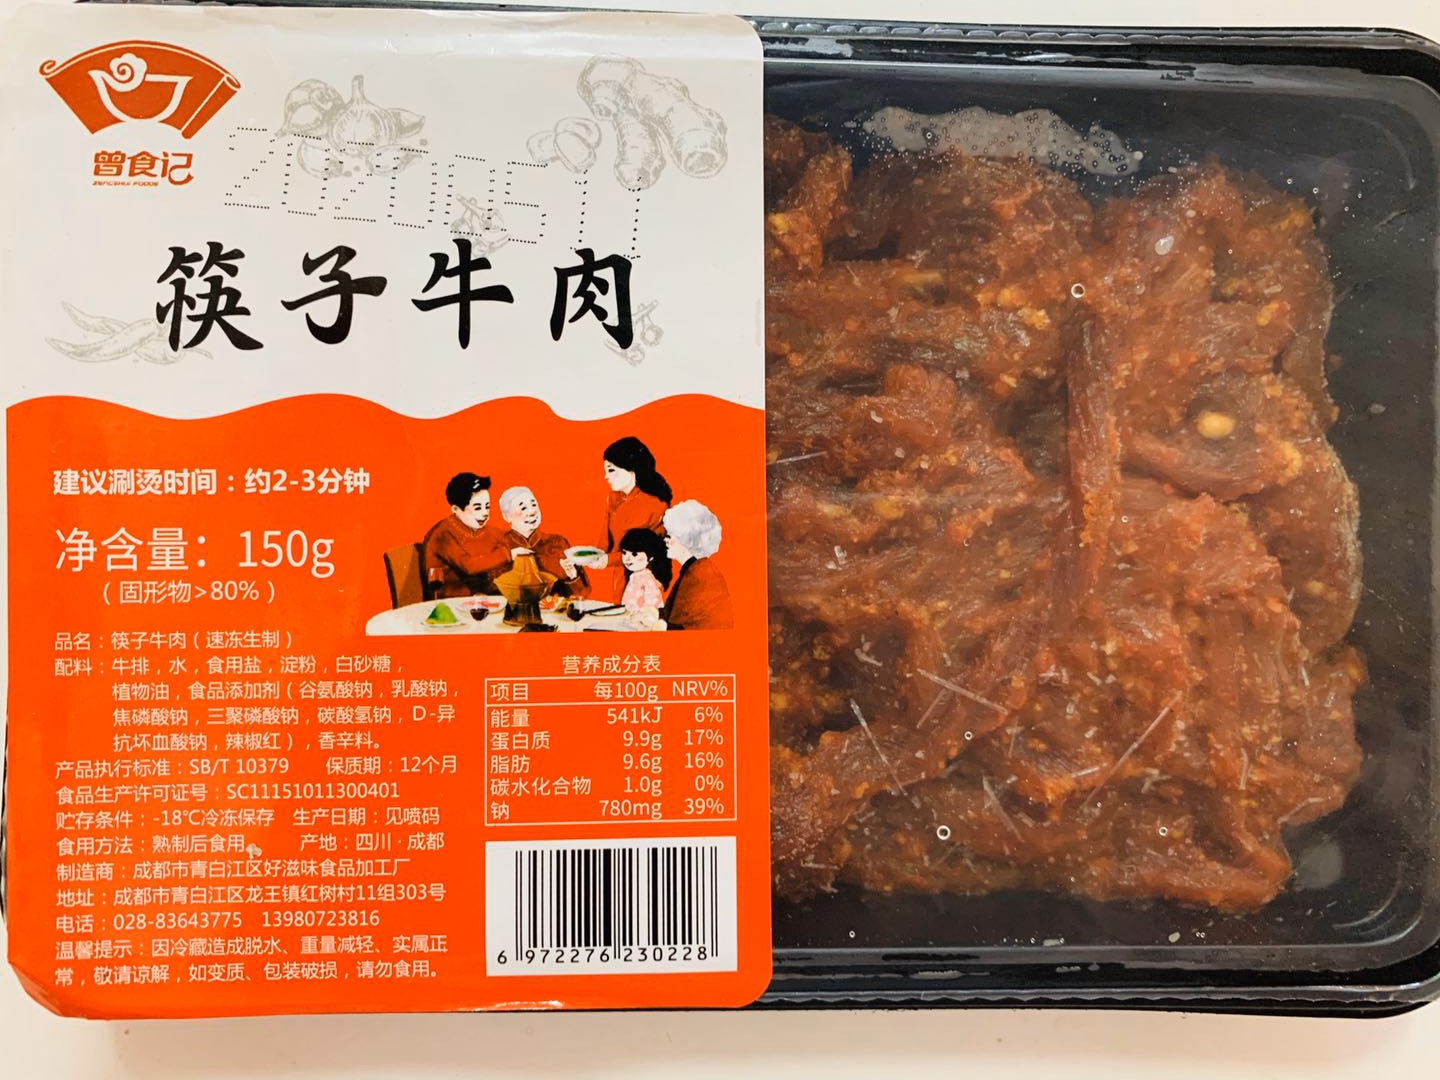 曾食记
ZENGSHIJI FOODS
20200511
筷子牛肉
建议涮烫时间：约2-3分钟
净含量：150g
（固形物>80%）
品名：筷子牛肉（速冻生制）
配料：牛排，水，食用盐，淀粉，白砂糖，
植物油，食品添加剂（谷氨酸钠，乳酸钠，
焦磷酸钠，三聚磷酸钠，碳酸氢钠，D-异
抗坏血酸钠，辣椒红），香辛料。
产品执行标准：SB/T 10379 保质期：12个月
食品生产许可证号：SC11151011300401
贮存条件：-18℃冷冻保存 生产日期：见喷码
食用方法：熟制后食用。 产地：四川·成都
制造商：成都市青白江区好滋味食品加工厂
地址：成都市青白江区龙王镇红树村11组303号
电话：028-83643775 13980723816
温馨提示：因冷藏造成脱水、重量减轻、实属正
常，敬请谅解，如变质、包装破损，请勿食用。
营养成分表
项目 每100g NRV%
能量 541kJ 6%
蛋白质 9.9g 17%
脂肪 9.6g 16%
碳水化合物 1.0g 0%
钠 780mg 39%
6 972276 230228